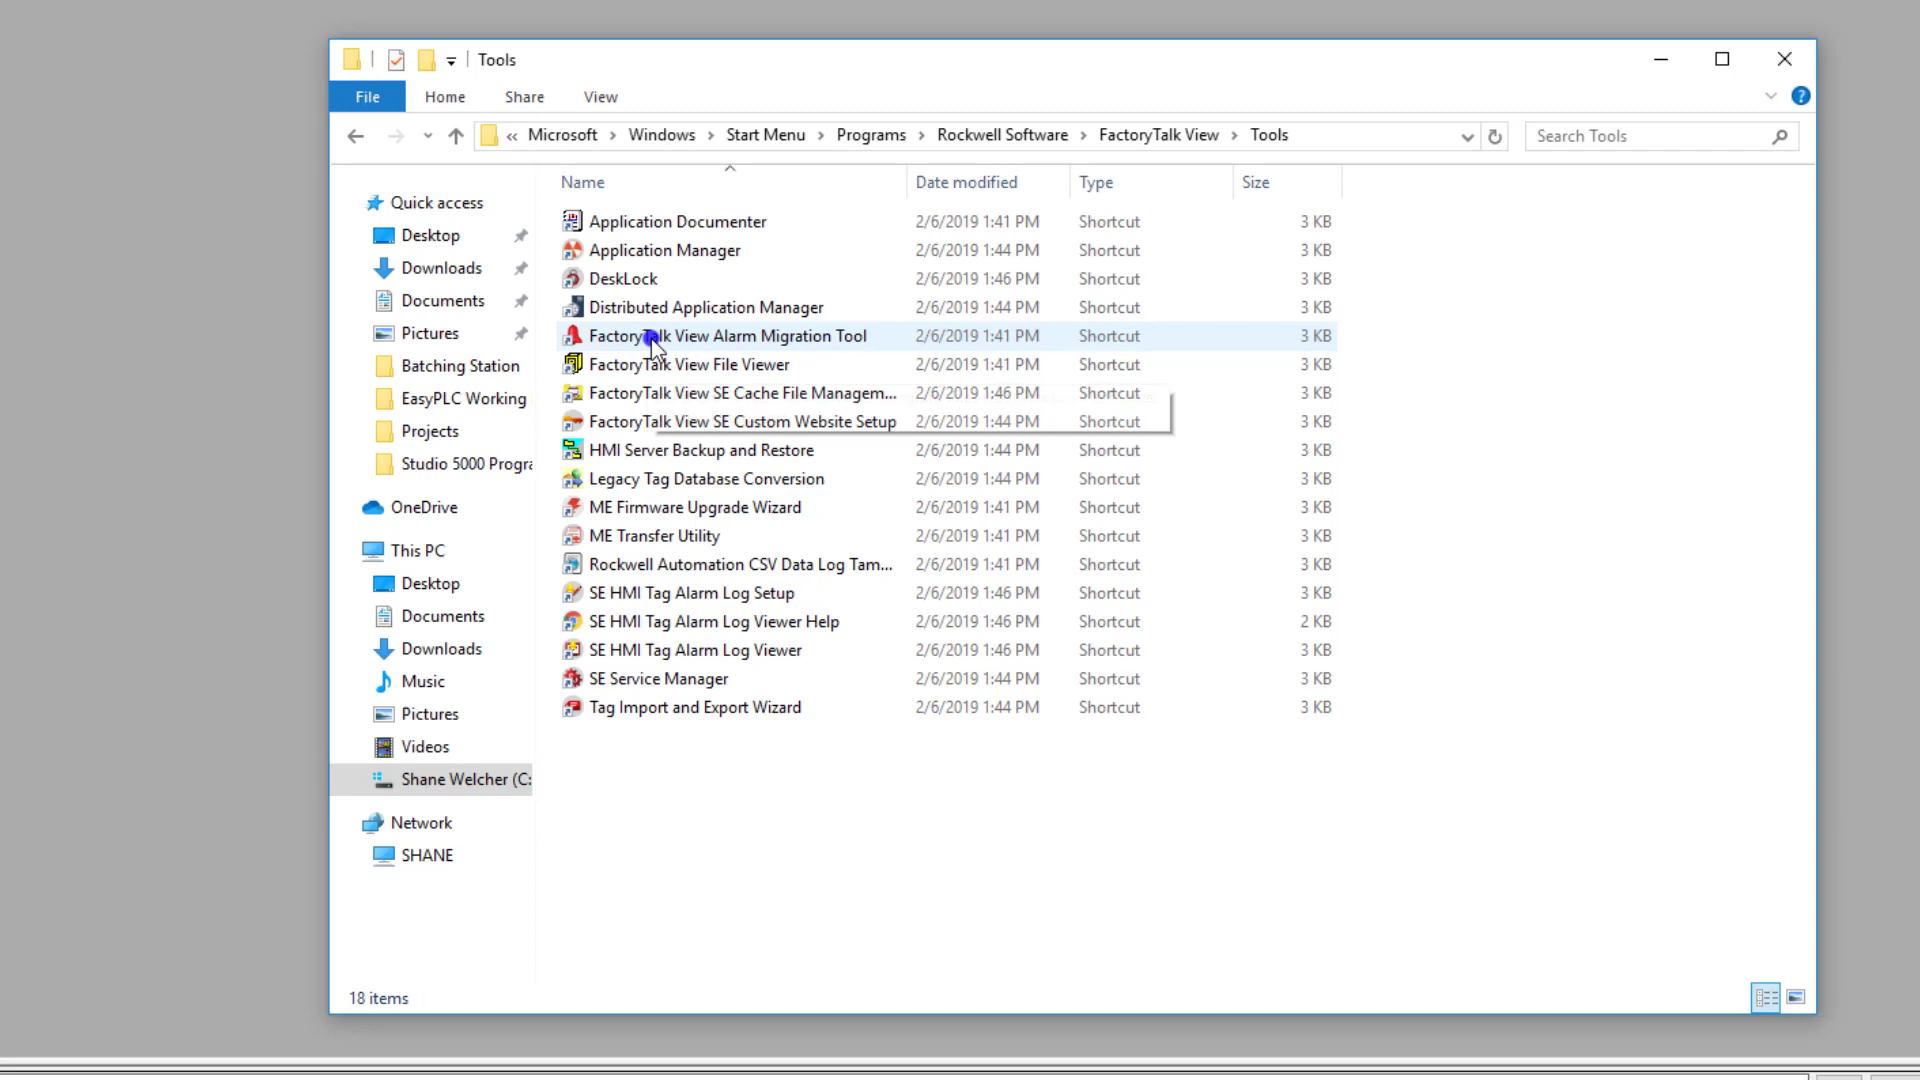 Tools
File Home Share View
« Microsoft > Windows > Start Menu > Programs > Rockwell Software > FactoryTalk View > Tools
Search Tools
Name Date modified Type Size
Quick access
Desktop
Downloads
Documents
Pictures
Batching Station
EasyPLC Working
Projects
Studio 5000 Progra
OneDrive
This PC
Desktop
Documents
Downloads
Music
Pictures
Videos
Shane Welcher (C:
Network
SHANE
Application Documenter 2/6/2019 1:41 PM Shortcut 3 KB
Application Manager 2/6/2019 1:44 PM Shortcut 3 KB
DeskLock 2/6/2019 1:46 PM Shortcut 3 KB
Distributed Application Manager 2/6/2019 1:44 PM Shortcut 3 KB
FactoryTalk View Alarm Migration Tool 2/6/2019 1:41 PM Shortcut 3 KB
FactoryTalk View File Viewer 2/6/2019 1:41 PM Shortcut 3 KB
FactoryTalk View SE Cache File Managem... 2/6/2019 1:46 PM Shortcut 3 KB
FactoryTalk View SE Custom Website Setup 2/6/2019 1:44 PM Shortcut 3 KB
HMI Server Backup and Restore 2/6/2019 1:44 PM Shortcut 3 KB
Legacy Tag Database Conversion 2/6/2019 1:44 PM Shortcut 3 KB
ME Firmware Upgrade Wizard 2/6/2019 1:41 PM Shortcut 3 KB
ME Transfer Utility 2/6/2019 1:41 PM Shortcut 3 KB
Rockwell Automation CSV Data Log Tam... 2/6/2019 1:41 PM Shortcut 3 KB
SE HMI Tag Alarm Log Setup 2/6/2019 1:46 PM Shortcut 3 KB
SE HMI Tag Alarm Log Viewer Help 2/6/2019 1:46 PM Shortcut 2 KB
SE HMI Tag Alarm Log Viewer 2/6/2019 1:46 PM Shortcut 3 KB
SE Service Manager 2/6/2019 1:44 PM Shortcut 3 KB
Tag Import and Export Wizard 2/6/2019 1:44 PM Shortcut 3 KB
18 items